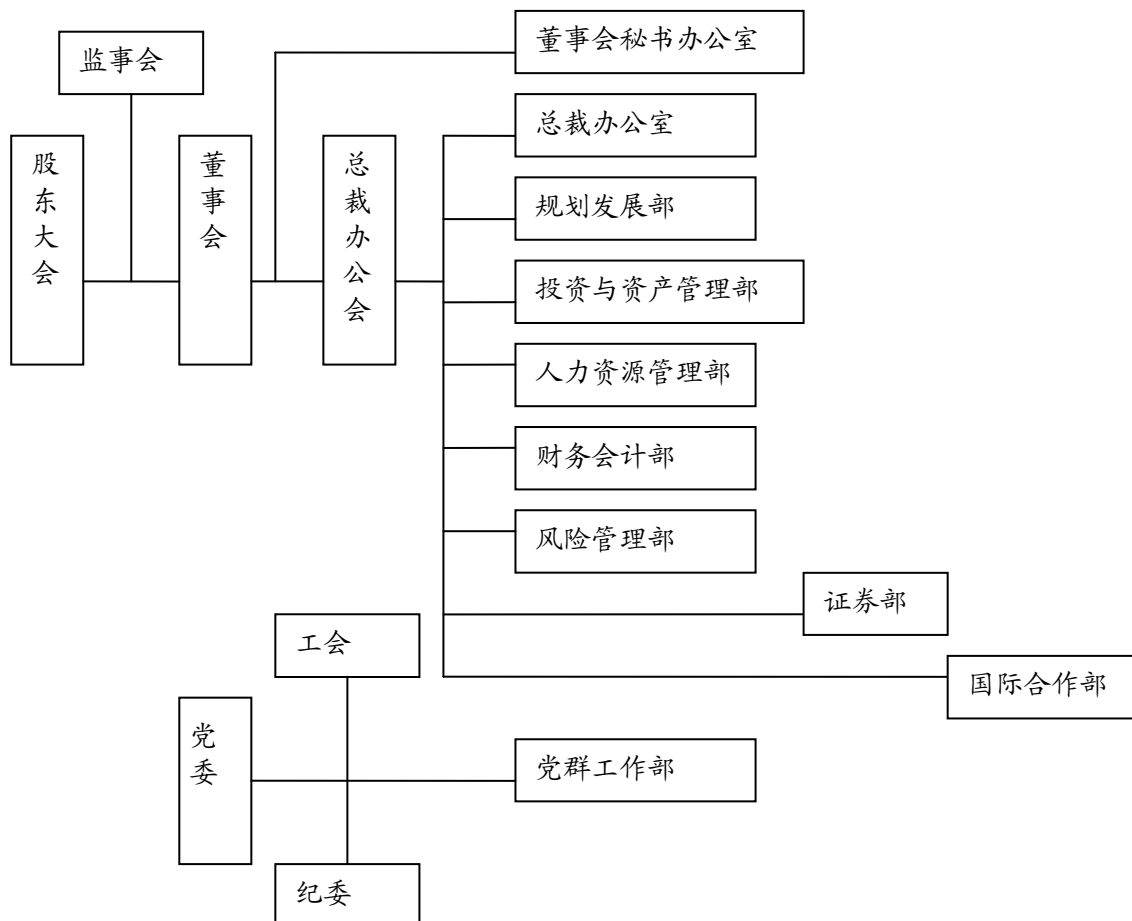 监事会
董事会秘书办公室
总裁办公室
股东大会
董事会
总裁办公会
规划发展部
投资与资产管理部
人力资源管理部
财务会计部
风险管理部
证券部
工会
国际合作部
党委
党群工作部
纪委